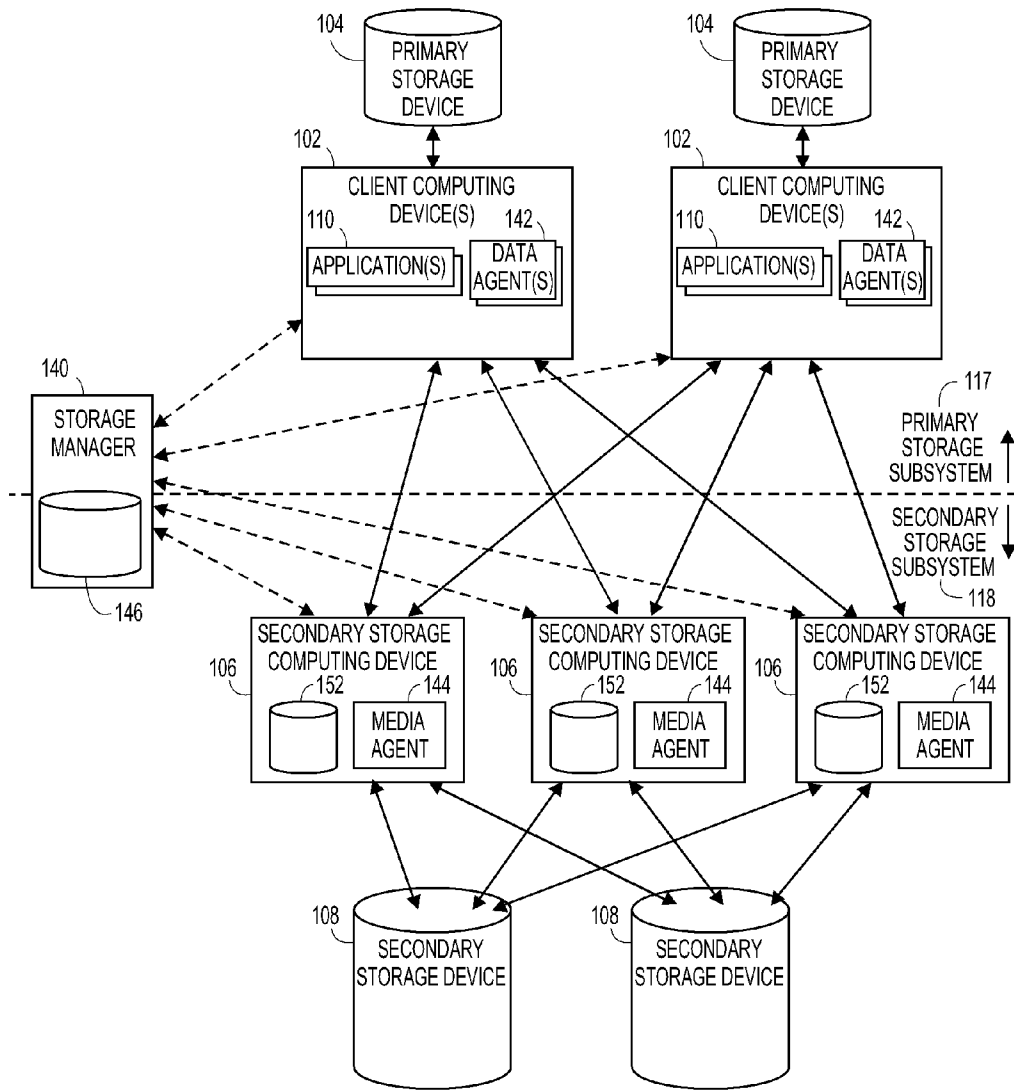 104
PRIMARY
STORAGE
DEVICE
104
PRIMARY
STORAGE
DEVICE
102
CLIENT COMPUTING
DEVICE(S)
110
142
APPLICATION(S)
DATA
AGENT(S)
102
CLIENT COMPUTING
DEVICE(S)
110
142
APPLICATION(S)
DATA
AGENT(S)
140
STORAGE
MANAGER
146
117
PRIMARY
STORAGE
SUBSYSTEM
SECONDARY
STORAGE
SUBSYSTEM
118
SECONDARY STORAGE
COMPUTING DEVICE
106
152
144
MEDIA
AGENT
SECONDARY STORAGE
COMPUTING DEVICE
106
152
144
MEDIA
AGENT
SECONDARY STORAGE
COMPUTING DEVICE
106
152
144
MEDIA
AGENT
108
SECONDARY
STORAGE DEVICE
108
SECONDARY
STORAGE DEVICE